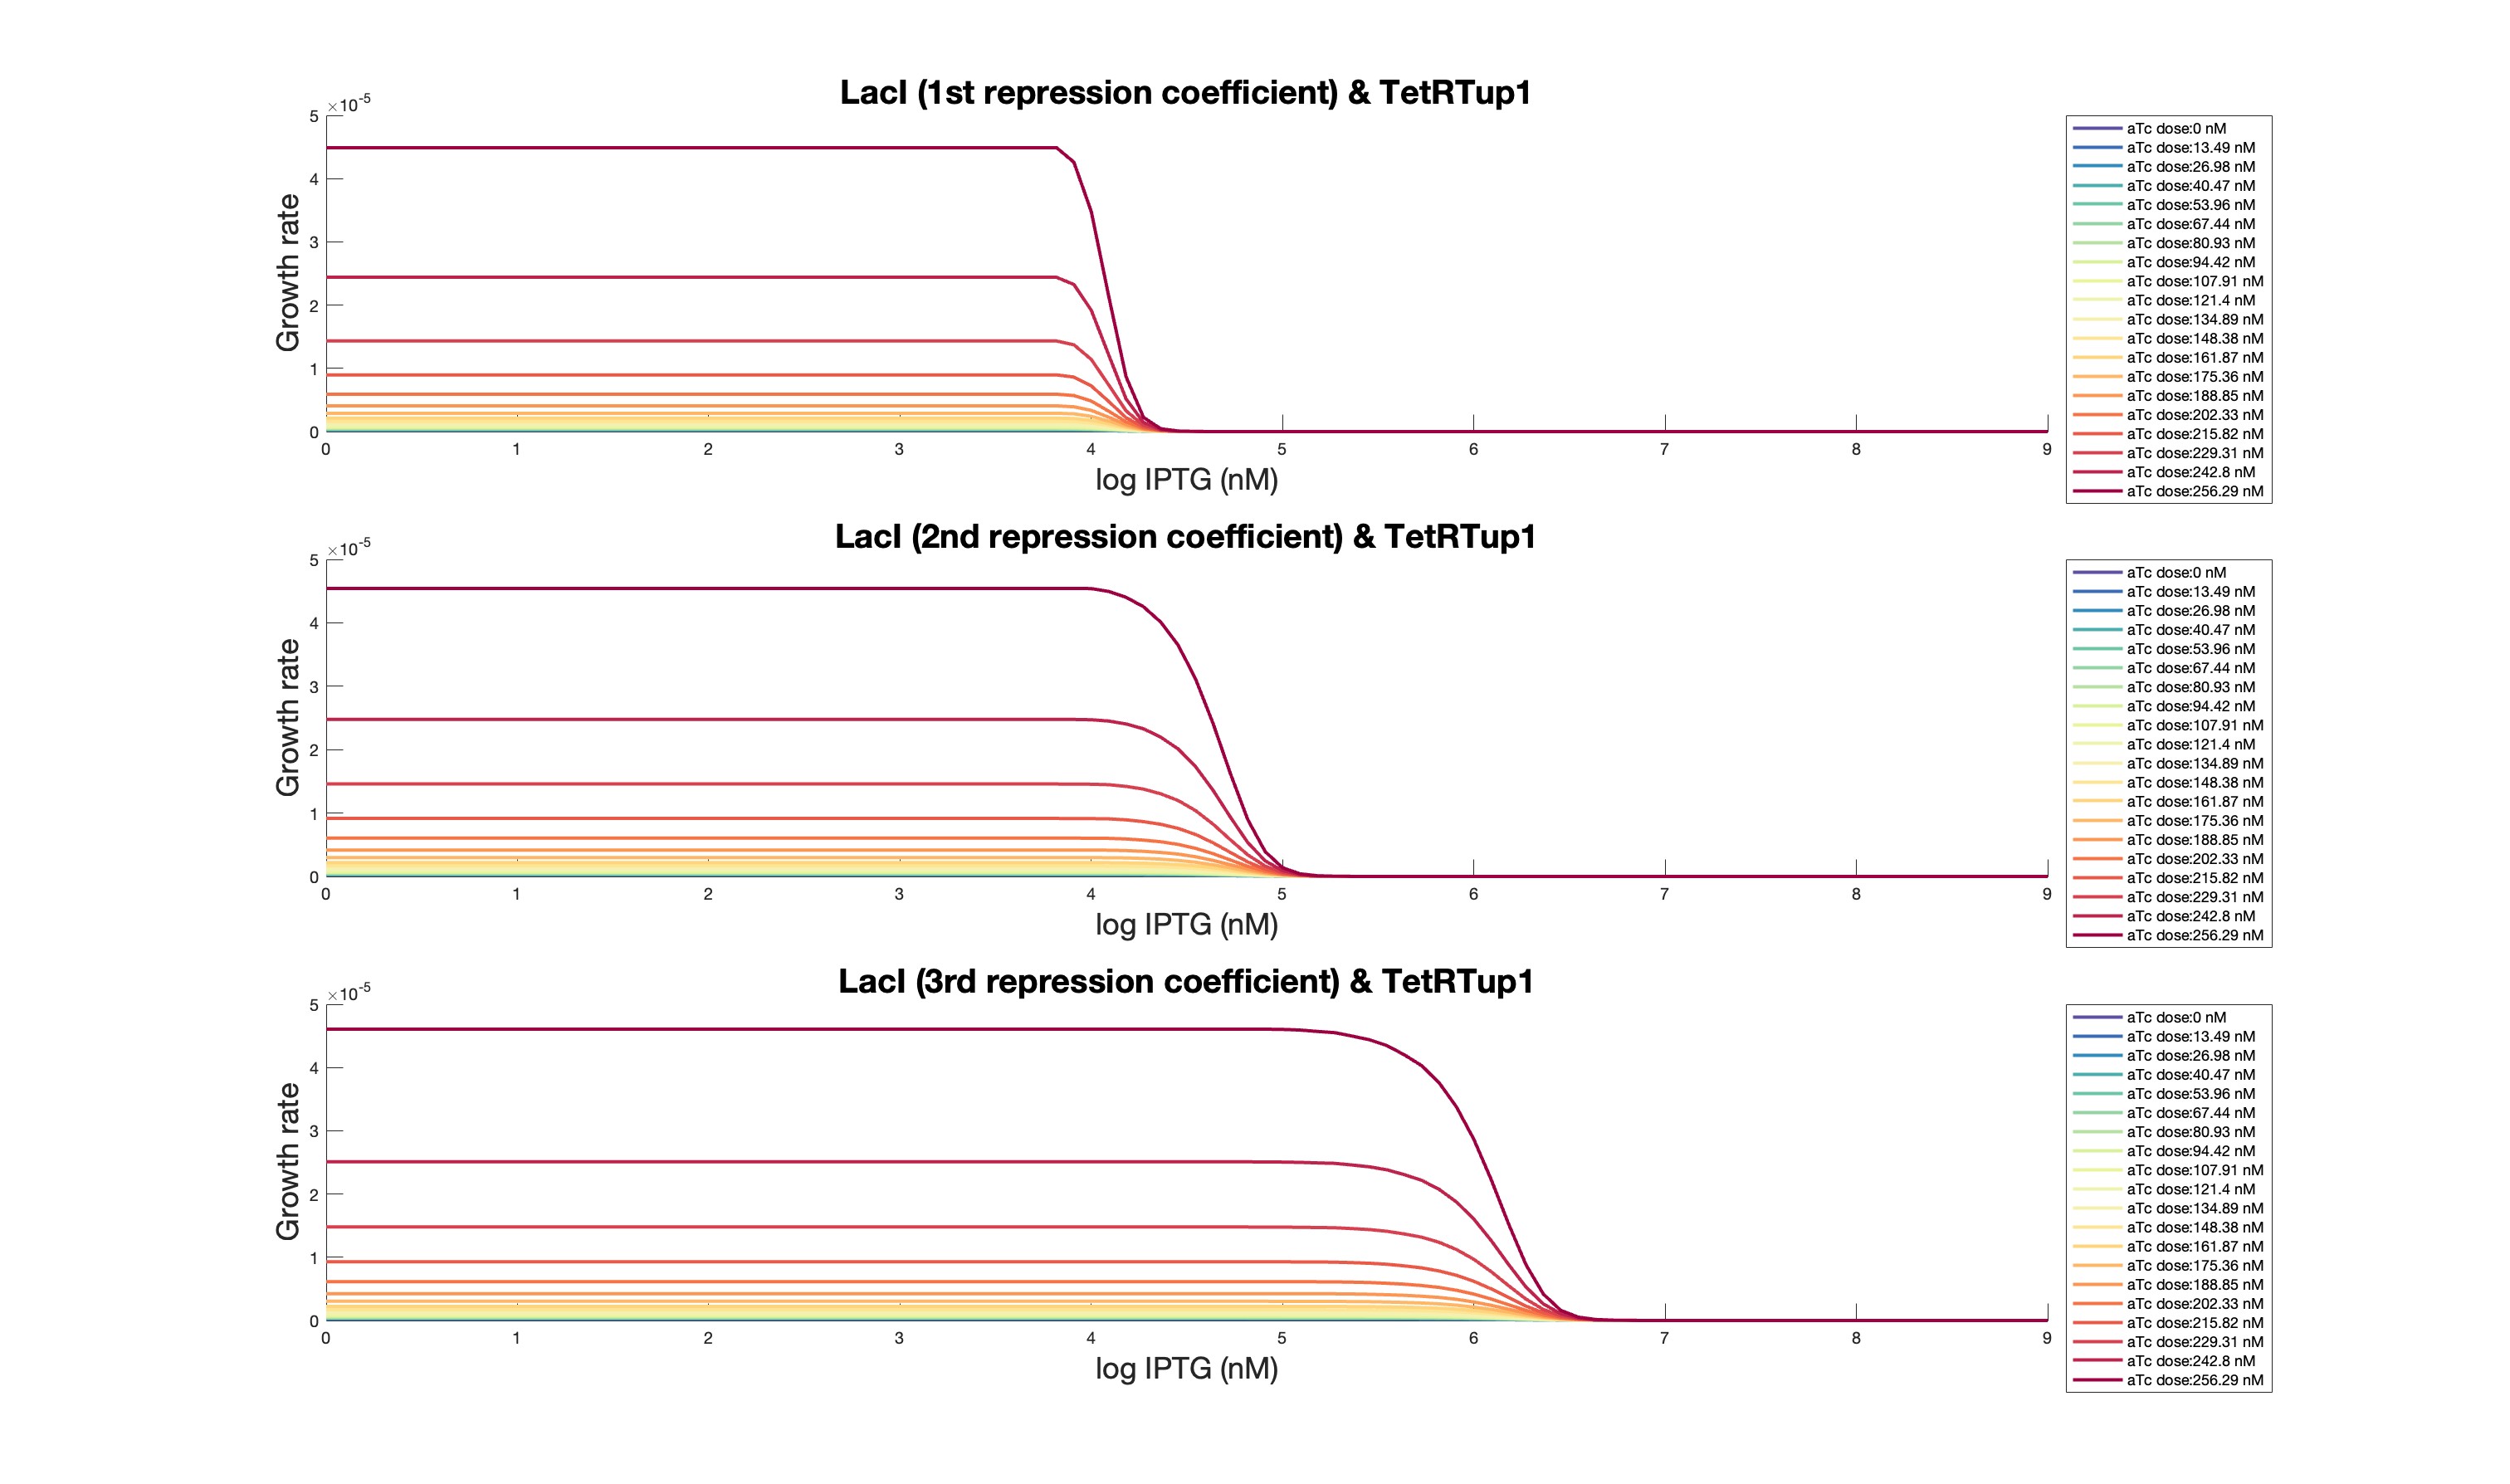 LacI (1st repression coefficient) & TetRTup1
×10-5
5
4
3
2
1
0
Growth rate
0 1 2 3 4 5 6 7 8 9
log IPTG (nM)
aTc dose:0 nM
aTc dose:13.49 nM
aTc dose:26.98 nM
aTc dose:40.47 nM
aTc dose:53.96 nM
aTc dose:67.44 nM
aTc dose:80.93 nM
aTc dose:94.42 nM
aTc dose:107.91 nM
aTc dose:121.4 nM
aTc dose:134.89 nM
aTc dose:148.38 nM
aTc dose:161.87 nM
aTc dose:175.36 nM
aTc dose:188.85 nM
aTc dose:202.33 nM
aTc dose:215.82 nM
aTc dose:229.31 nM
aTc dose:242.8 nM
aTc dose:256.29 nM
LacI (2nd repression coefficient) & TetRTup1
×10-5
5
4
3
2
1
0
Growth rate
0 1 2 3 4 5 6 7 8 9
log IPTG (nM)
aTc dose:0 nM
aTc dose:13.49 nM
aTc dose:26.98 nM
aTc dose:40.47 nM
aTc dose:53.96 nM
aTc dose:67.44 nM
aTc dose:80.93 nM
aTc dose:94.42 nM
aTc dose:107.91 nM
aTc dose:121.4 nM
aTc dose:134.89 nM
aTc dose:148.38 nM
aTc dose:161.87 nM
aTc dose:175.36 nM
aTc dose:188.85 nM
aTc dose:202.33 nM
aTc dose:215.82 nM
aTc dose:229.31 nM
aTc dose:242.8 nM
aTc dose:256.29 nM
LacI (3rd repression coefficient) & TetRTup1
×10-5
5
4
3
2
1
0
Growth rate
0 1 2 3 4 5 6 7 8 9
log IPTG (nM)
aTc dose:0 nM
aTc dose:13.49 nM
aTc dose:26.98 nM
aTc dose:40.47 nM
aTc dose:53.96 nM
aTc dose:67.44 nM
aTc dose:80.93 nM
aTc dose:94.42 nM
aTc dose:107.91 nM
aTc dose:121.4 nM
aTc dose:134.89 nM
aTc dose:148.38 nM
aTc dose:161.87 nM
aTc dose:175.36 nM
aTc dose:188.85 nM
aTc dose:202.33 nM
aTc dose:215.82 nM
aTc dose:229.31 nM
aTc dose:242.8 nM
aTc dose:256.29 nM